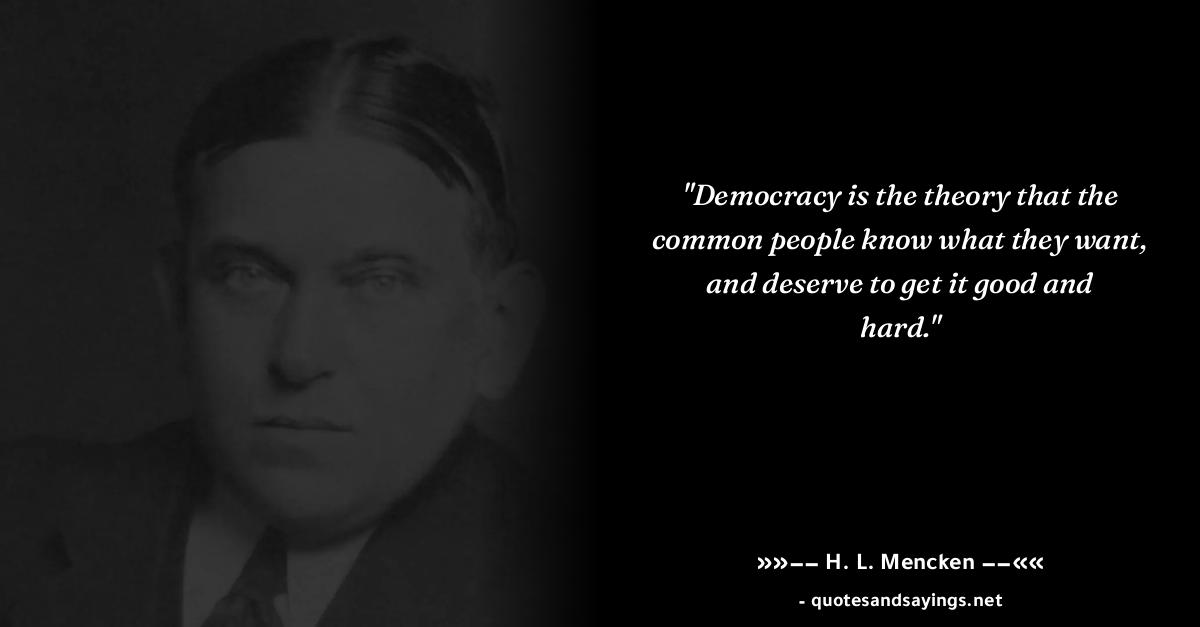 "Democracy is the theory that the
common people know what they want,
and deserve to get it good and
hard."
»»–– H. L. Mencken ––««
- quotesandsayings.net